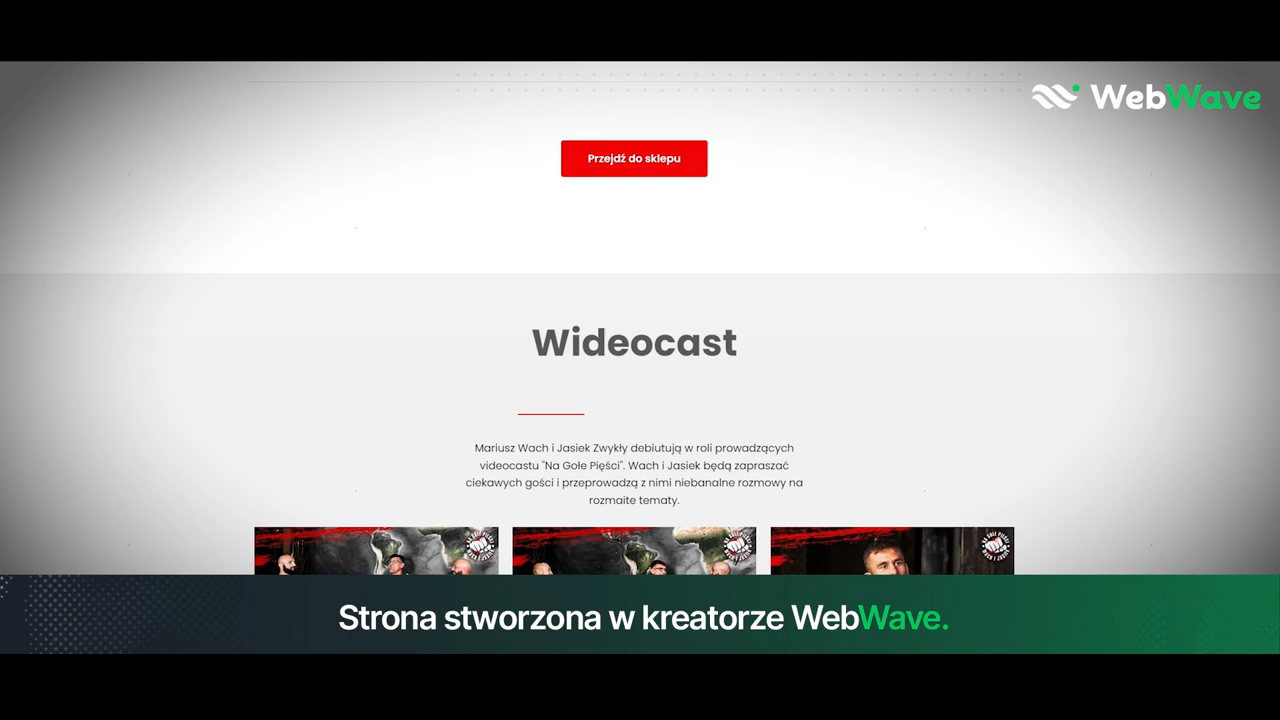 WebWave
Przejdź do sklepu
Wideocast
Mariusz Wach i Jasiek Zwykły debiutują w roli prowadzących
videocastu "Na Gołe Pięści". Wach i Jasiek będą zapraszać
ciekawych gości i przeprowadzą z nimi niebanalne rozmowy na
rozmaite tematy.
Strona stworzona w kreatorze WebWave.